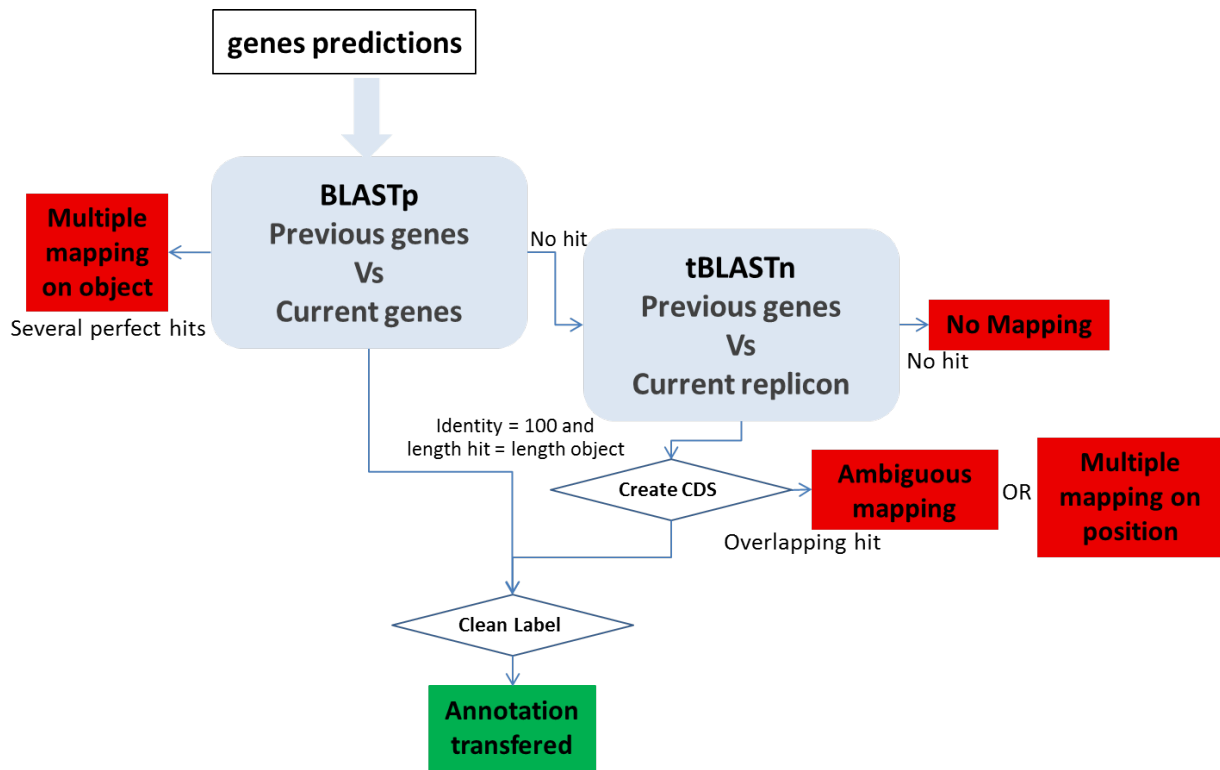 genes predictions
BLASTp
Previous genes
Vs
Current genes
Multiple
mapping
on object
Several perfect hits
No hit
tBLASTn
Previous genes
Vs
Current replicon
No Mapping
No hit
Identity = 100 and
length hit = length object
Create CDS
Ambiguous
mapping
OR
Multiple
mapping on
position
Overlapping hit
Clean Label
Annotation
transfered